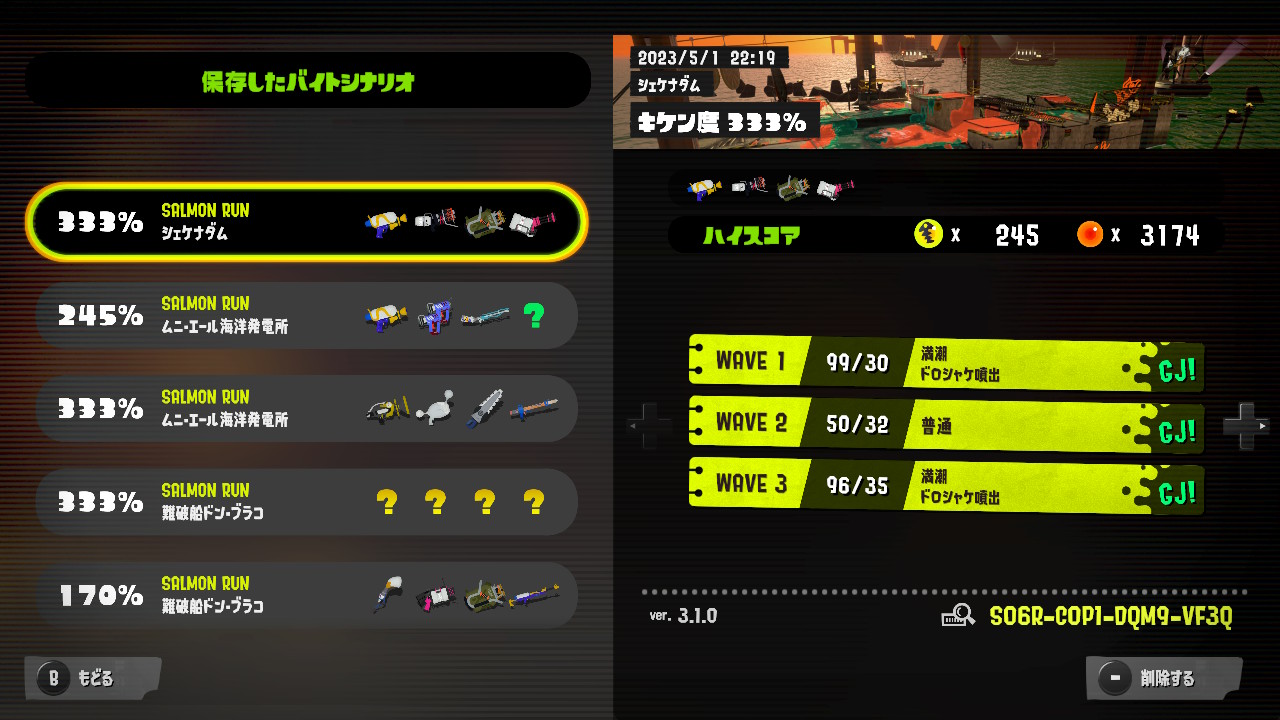 保存したバイトシナリオ
333%
SALMON RUN
シェケナダム
245%
SALMON RUN
ムニ・エール海洋発電所
?
333%
SALMON RUN
ムニ・エール海洋発電所
333%
SALMON RUN
難破船ドン・ブラコ
? ? ? ?
170%
SALMON RUN
難破船ドン・ブラコ
B もどる
2023/5/1 22:19
シェケナダム
キケン度 333%
ハイスコア x 245 x 3174
WAVE 1 99/30 満潮 GJ!
ドロシャケ噴出
WAVE 2 50/32 普通 GJ!
WAVE 3 96/35 満潮 GJ!
ドロシャケ噴出
ver. 3.1.0
S06R-C0P1-DQM9-VF3Q
削除する